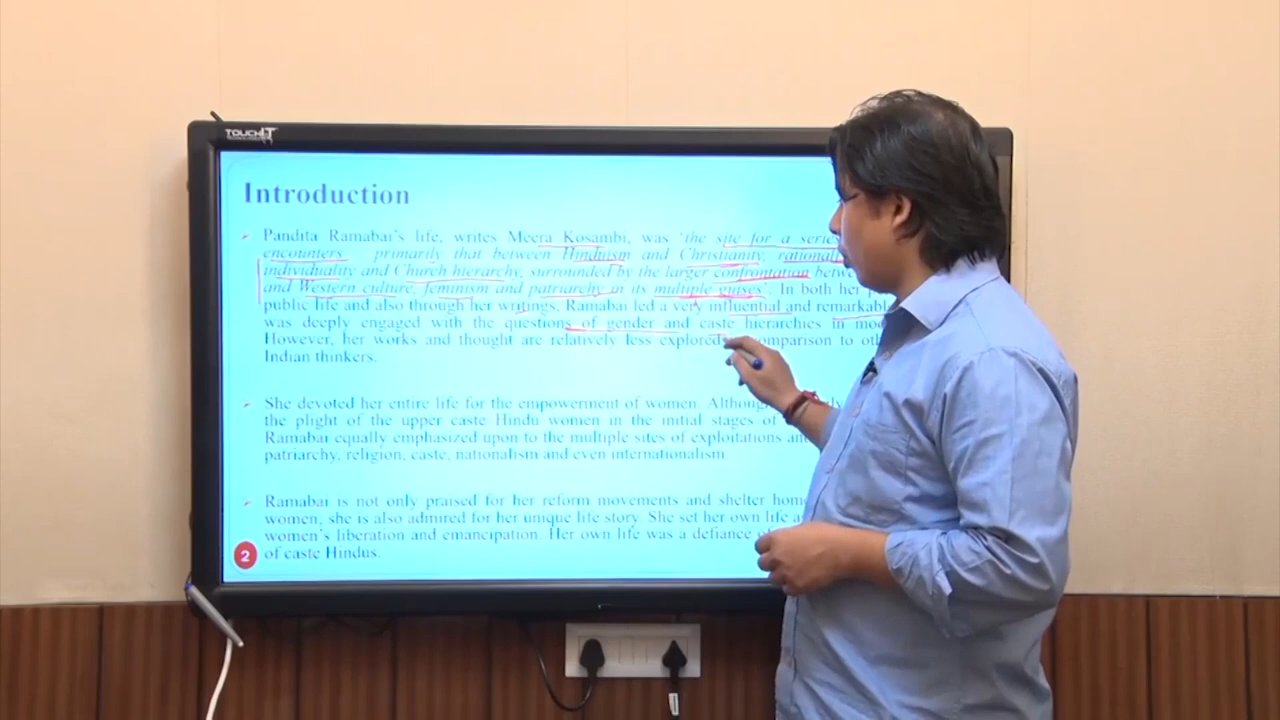 TOUCHIT
Introduction
Pandita Ramabai's life, writes Meera Kosambi, was 'the site for a series
encounters primarily that between Hinduism and Christianity, rationali
individuality and Church hierarchy, surrounded by the larger confrontation betwe
and Western culture, feminism and patriarchy in its multiple guises'. In both her p
public life and also through her writings, Ramabai led a very influential and remarkabl
was deeply engaged with the questions of gender and caste hierarchies in mod
However, her works and thought are relatively less explored comparison to oth
Indian thinkers.
She devoted her entire life for the empowerment of women. Although
the plight of the upper caste Hindu women in the initial stages of
Ramabai equally emphasized upon to the multiple sites of exploitations an
patriarchy, religion, caste, nationalism and even internationalism.
Ramabai is not only praised for her reform movements and shelter hom
women; she is also admired for her unique life story. She set her own life a
women's liberation and emancipation. Her own life was a defiance of
of caste Hindus.
2